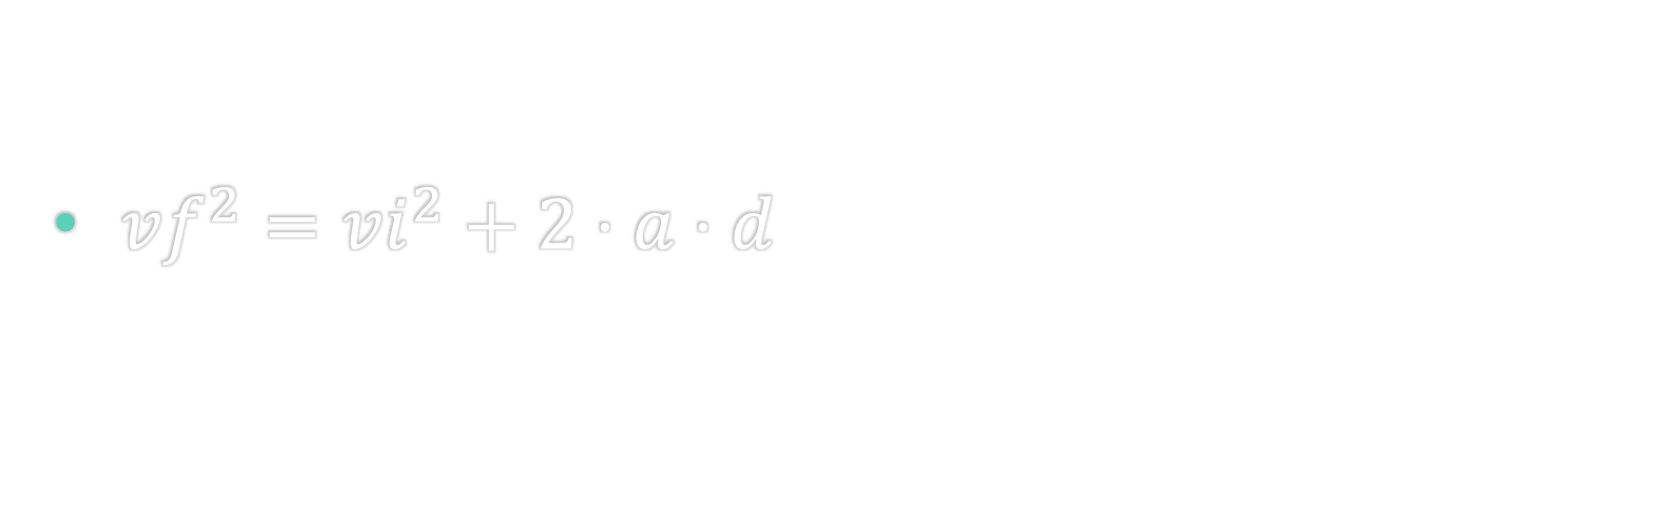 • vf² = vi² + 2 · a · d